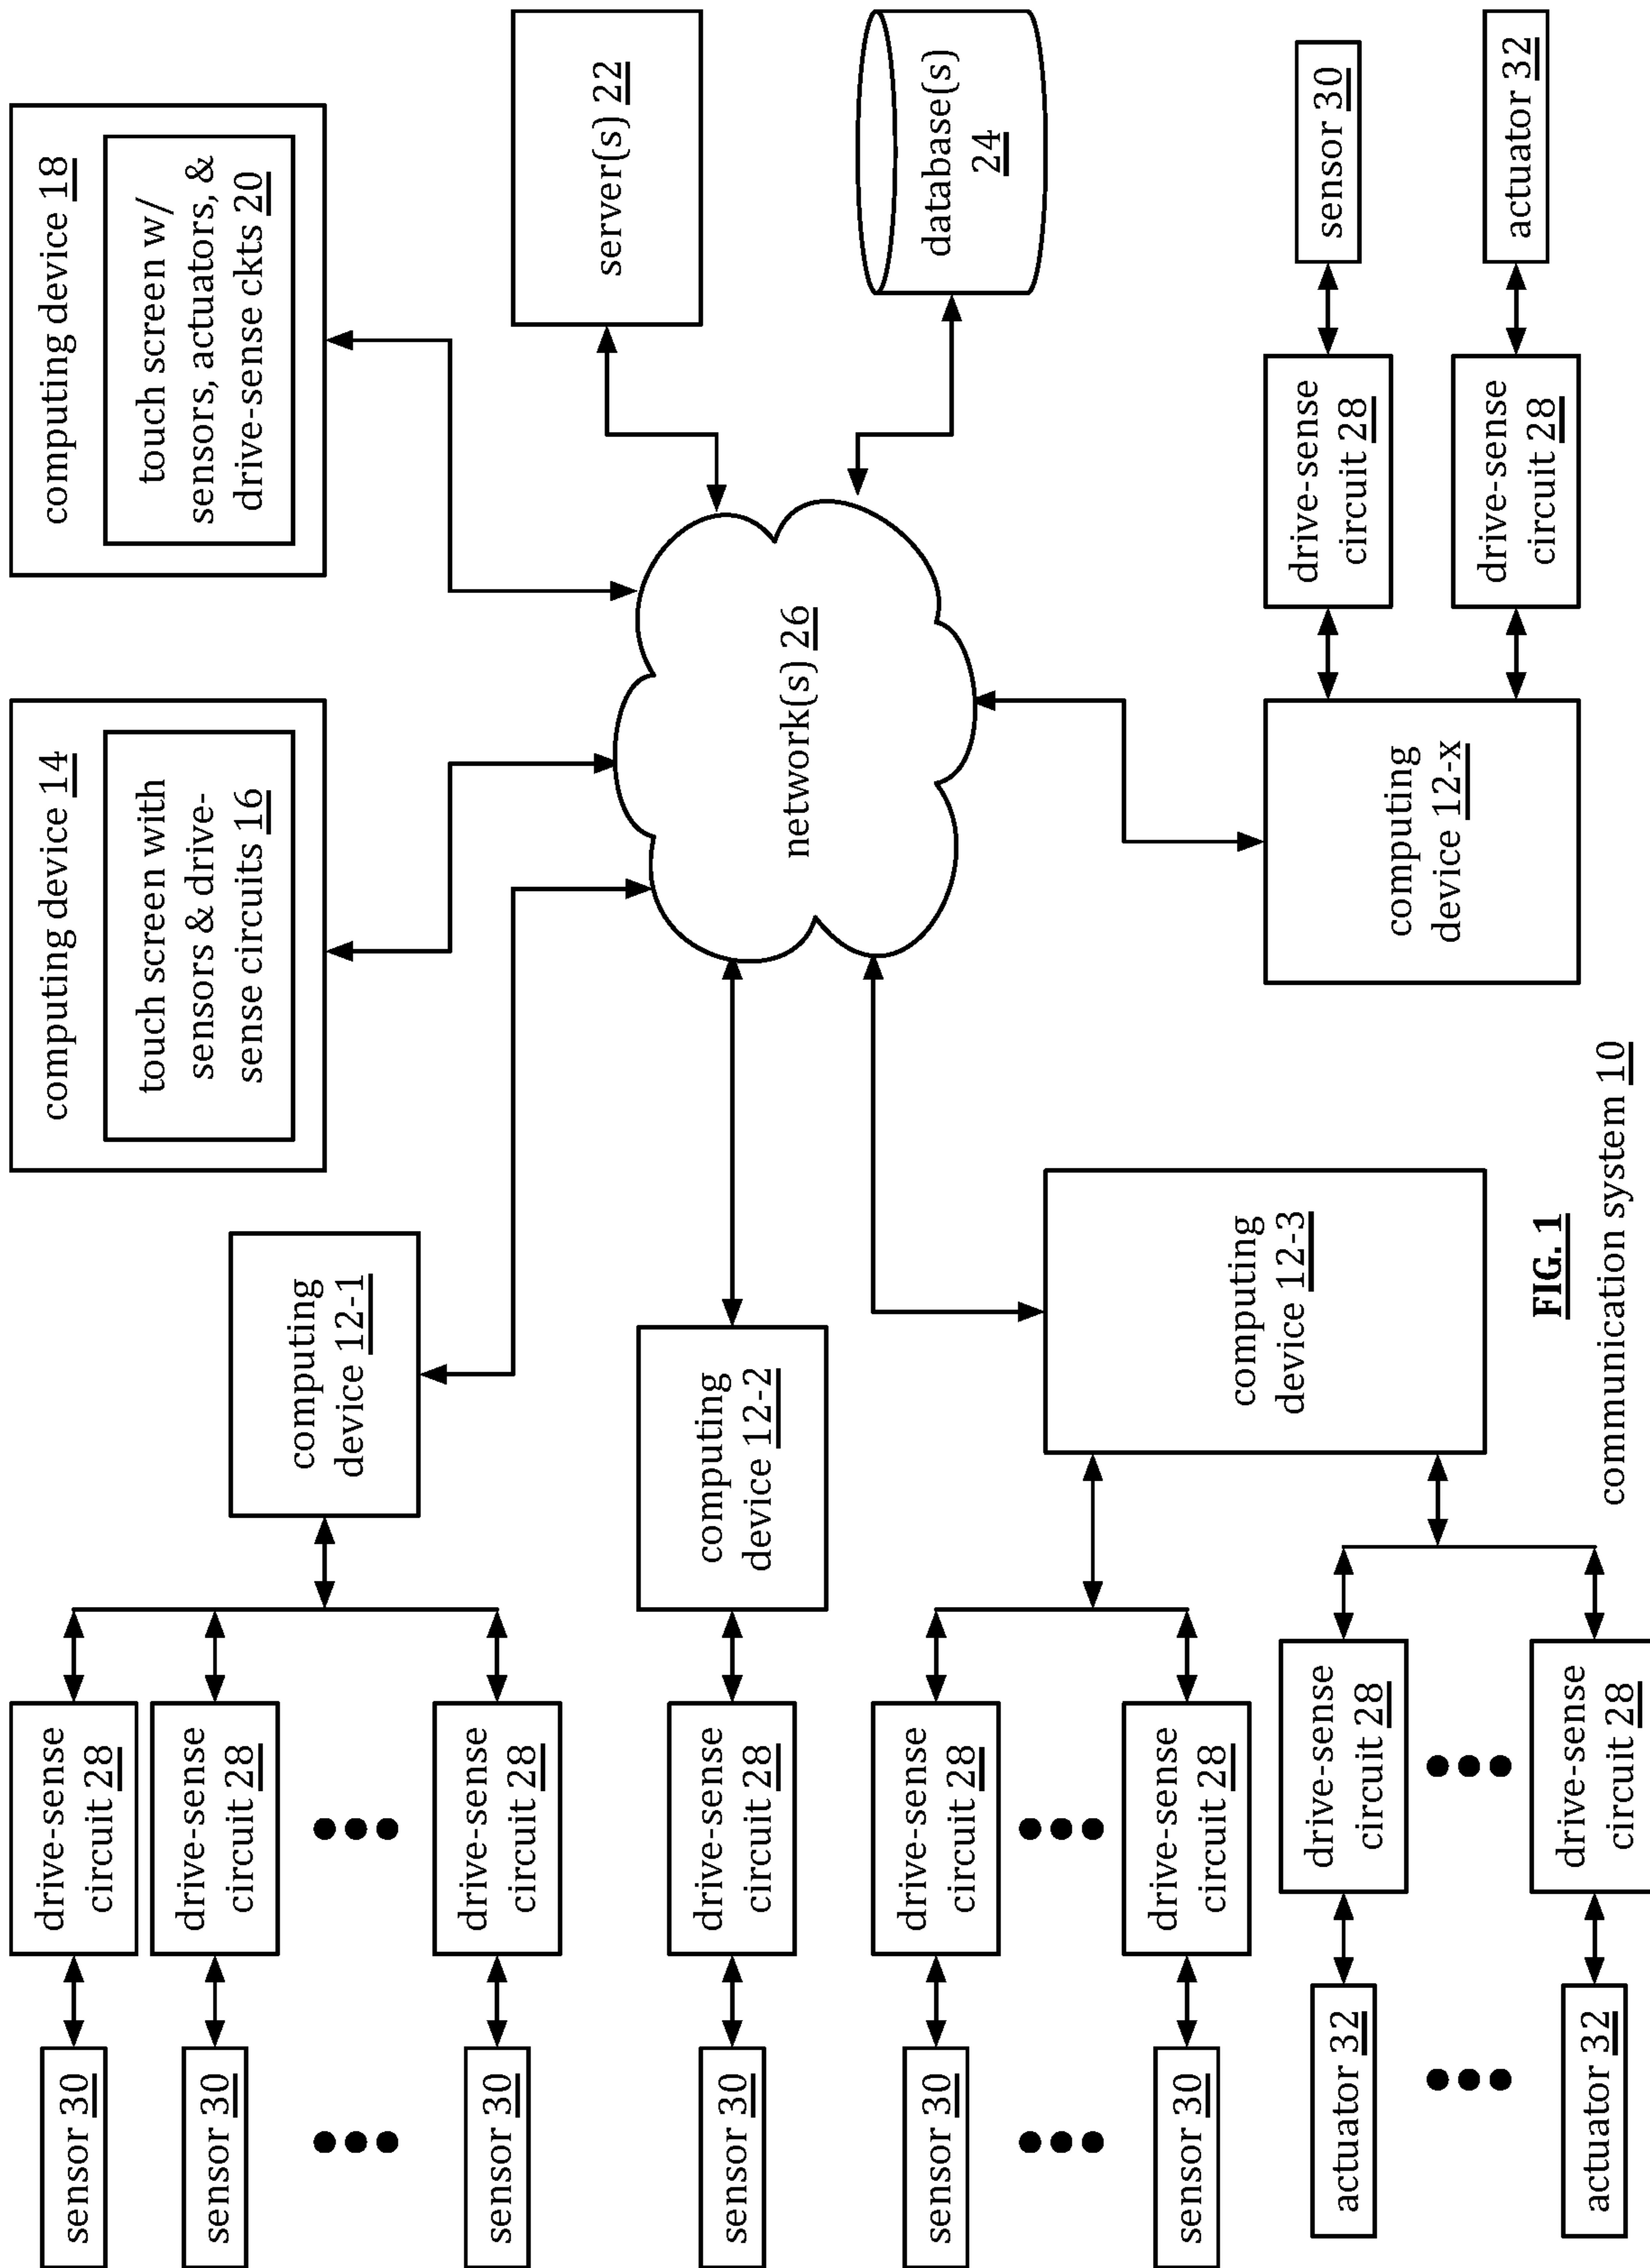 computing device 14
touch screen with
sensors & drive-
sense circuits 16
computing device 18
touch screen w/
sensors, actuators, &
drive-sense ckts 20
sensor 30
drive-sense
circuit 28
sensor 30
drive-sense
circuit 28
sensor 30
drive-sense
circuit 28
computing
device 12-1
server(s) 22
network(s) 26
database(s)
24
sensor 30
drive-sense
circuit 28
computing
device 12-2
sensor 30
drive-sense
circuit 28
sensor 30
drive-sense
circuit 28
computing
device 12-3
actuator 32
drive-sense
circuit 28
actuator 32
drive-sense
circuit 28
computing
device 12-x
drive-sense
circuit 28
sensor 30
drive-sense
circuit 28
actuator 32
FIG. 1
communication system 10